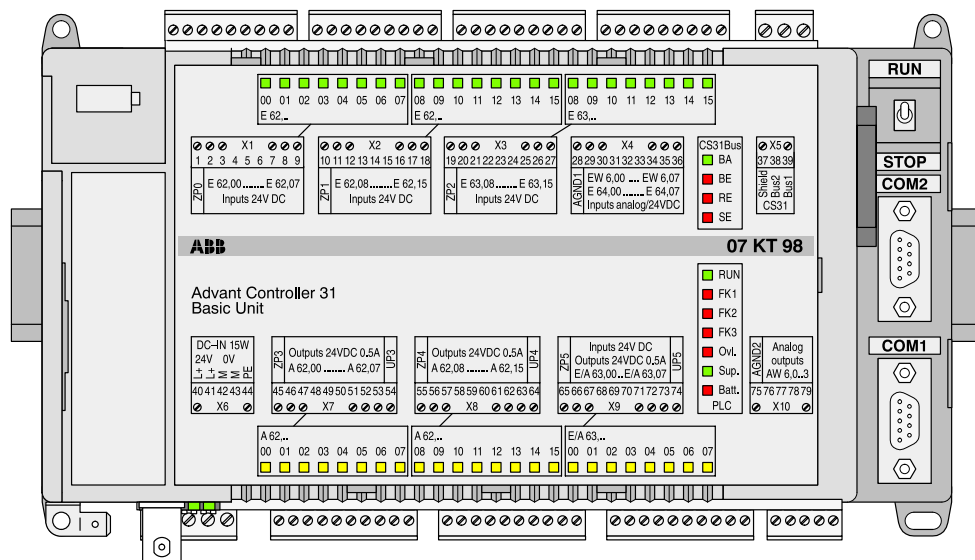 RUN
STOP
COM2
COM1
00 01 02 03 04 05 06 07
E 62,..
08 09 10 11 12 13 14 15
E 62,..
08 09 10 11 12 13 14 15
E 63,..
X1
1 2 3 4 5 6 7 8 9
ZP0
E 62,00 ....... E 62,07
Inputs 24V DC
X2
10 11 12 13 14 15 16 17 18
ZP1
E 62,08 ....... E 62,15
Inputs 24V DC
X3
19 20 21 22 23 24 25 26 27
ZP2
E 63,08 ....... E 63,15
Inputs 24V DC
X4
28 29 30 31 32 33 34 35 36
AGND1
EW 6,00 .... EW 6,07
E 64,00 ....... E 64,07
Inputs analog/24VDC
CS31Bus
BA
BE
RE
SE
X5
37 38 39
Shield
Bus2
Bus1
CS31
ABB
07 KT 98
Advant Controller 31
Basic Unit
RUN
FK1
FK2
FK3
Ovl.
Sup.
Batt.
PLC
DC–IN 15W
24V 0V
L+ L+ M M PE
40 41 42 43 44
X6
ZP3
Outputs 24VDC 0.5A
A 62,00 ....... A 62,07
UP3
45 46 47 48 49 50 51 52 53 54
X7
ZP4
Outputs 24VDC 0.5A
A 62,08 ....... A 62,15
UP4
55 56 57 58 59 60 61 62 63 64
X8
ZP5
Inputs 24V DC
Outputs 24VDC 0.5A
E/A 63,00...E/A 63,07
UP5
65 66 67 68 69 70 71 72 73 74
X9
AGND2
Analog
outputs
AW 6,0..3
75 76 77 78 79
X10
A 62,..
00 01 02 03 04 05 06 07
A 62,..
08 09 10 11 12 13 14 15
E/A 63,..
00 01 02 03 04 05 06 07